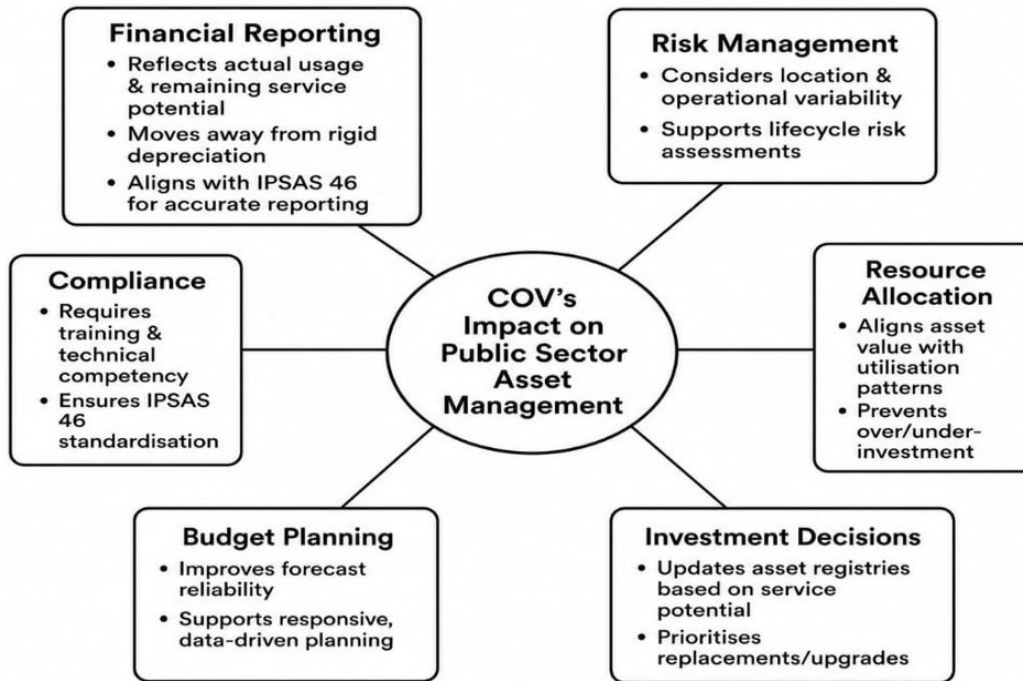 Financial Reporting
• Reflects actual usage
& remaining service
potential
• Moves away from rigid
depreciation
• Aligns with IPSAS 46
for accurate reporting
Risk Management
• Considers location &
operational variability
• Supports lifecycle risk
assessments
Compliance
• Requires
training &
technical
competency
• Ensures IPSAS
46
standardisation
COV's
Impact on
Public Sector
Asset
Management
Resource
Allocation
• Aligns asset
value with
utilisation
patterns
• Prevents
over/under-
investment
Budget Planning
• Improves forecast
reliability
• Supports responsive,
data-driven planning
Investment Decisions
• Updates asset registries
based on service
potential
• Prioritises
replacements/upgrades